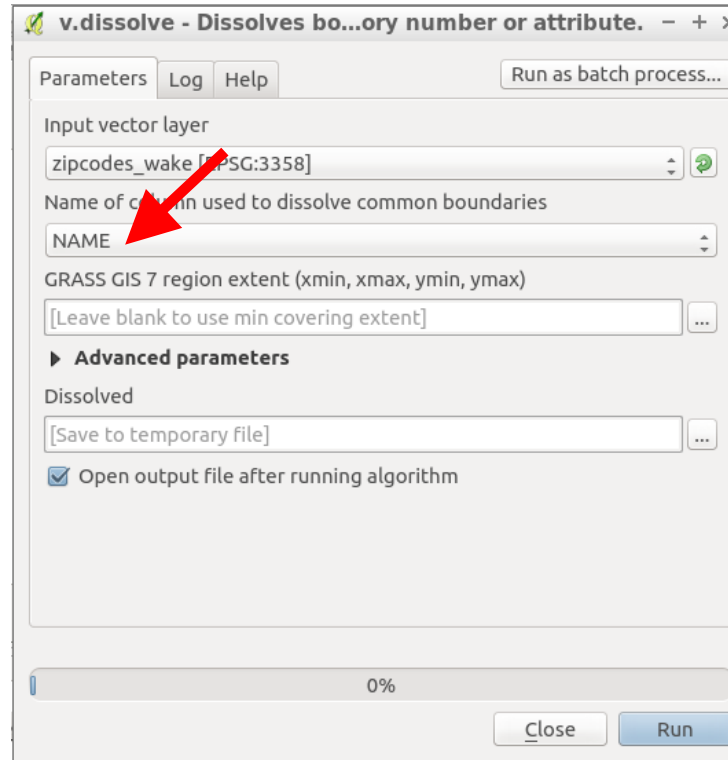 v.dissolve - Dissolves bo...ory number or attribute.
Parameters Log Help Run as batch process...
Input vector layer
zipcodes_wake [EPSG:3358]
Name of column used to dissolve common boundaries
NAME
GRASS GIS 7 region extent (xmin, xmax, ymin, ymax)
[Leave blank to use min covering extent] ...
Advanced parameters
Dissolved
[Save to temporary file] ...
Open output file after running algorithm
0%
Close Run